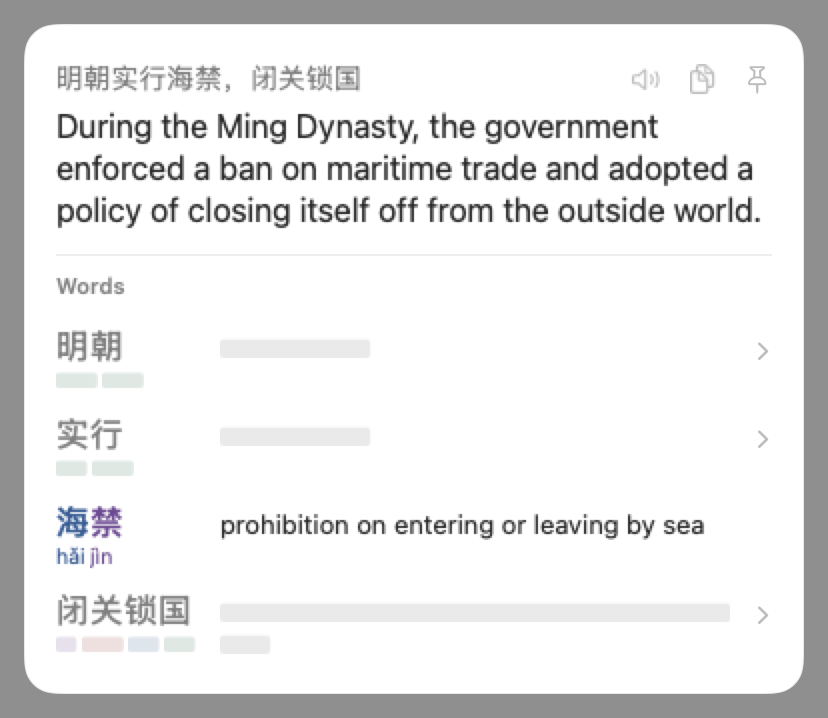 明朝实行海禁，闭关锁国
During the Ming Dynasty, the government
enforced a ban on maritime trade and adopted a
policy of closing itself off from the outside world.
Words
明朝
实行
海禁 prohibition on entering or leaving by sea
hǎi jìn
闭关锁国